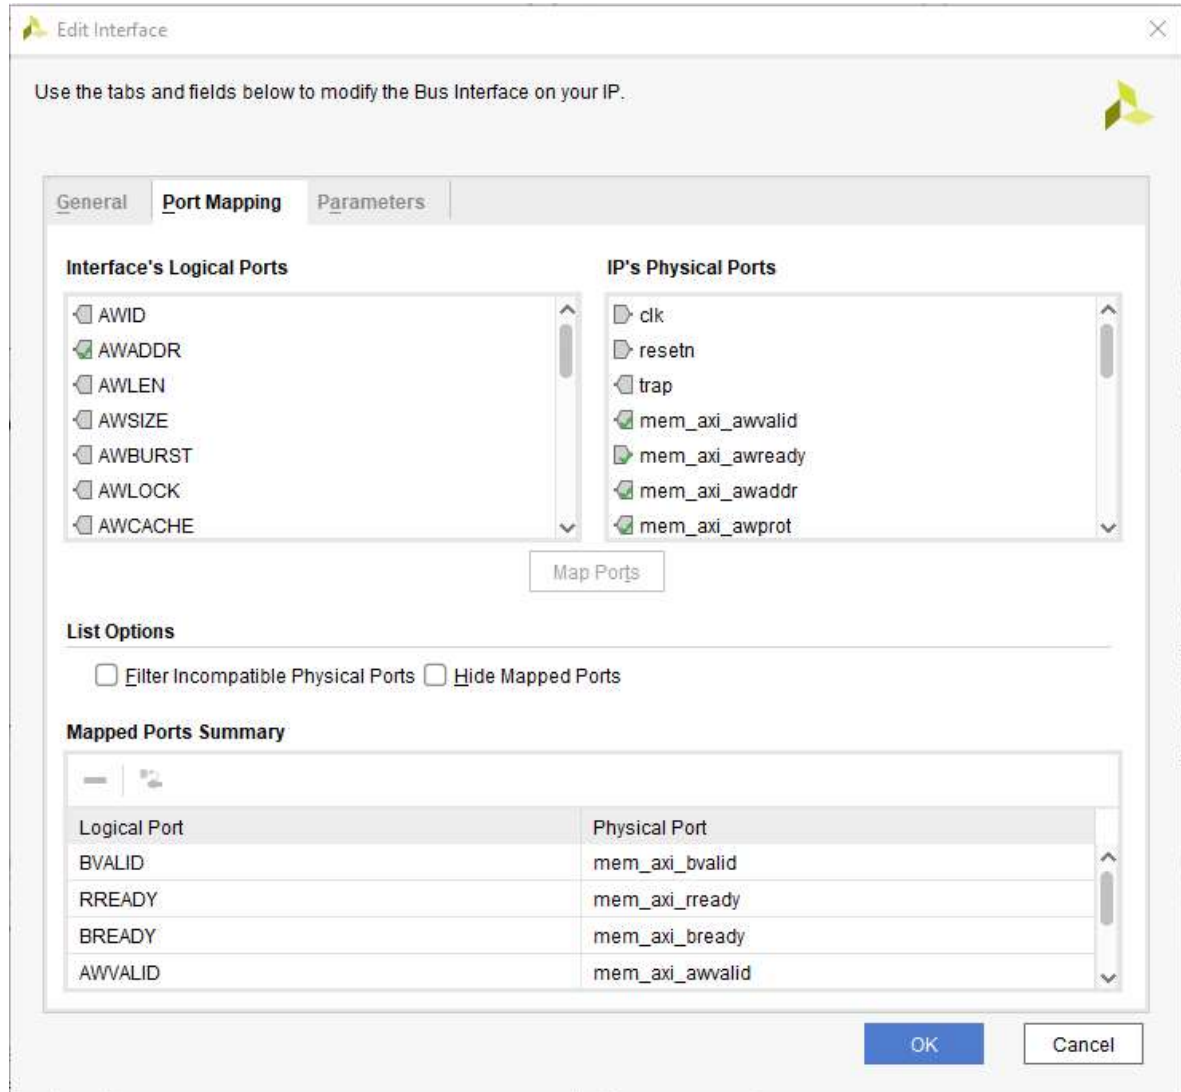 Edit Interface
Use the tabs and fields below to modify the Bus Interface on your IP.
General Port Mapping Parameters
Interface's Logical Ports IP's Physical Ports
AWID clk
AWADDR resetn
AWLEN trap
AWSIZE mem_axi_awvalid
AWBURST mem_axi_awready
AWLOCK mem_axi_awaddr
AWCACHE mem_axi_awprot
Map Ports
List Options
Filter Incompatible Physical Ports Hide Mapped Ports
Mapped Ports Summary
Logical Port Physical Port
BVALID mem_axi_bvalid
RREADY mem_axi_rready
BREADY mem_axi_bready
AWVALID mem_axi_awvalid
OK Cancel